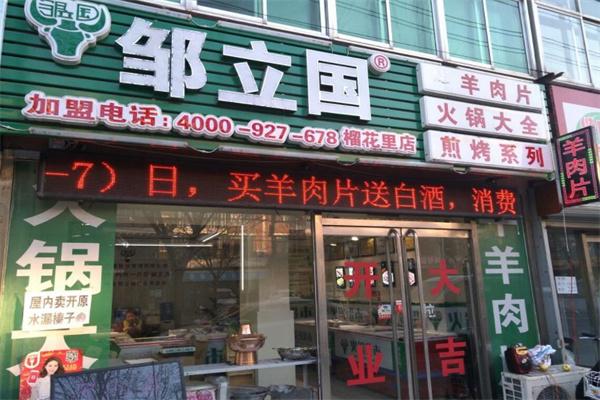 邹立国®
加盟电话：4000-927-678 榴花里店
羊肉片
火锅大全
煎烤系列
羊肉片
-7）日，买羊肉片送白酒，消费
火锅大
屋内卖开原
水漏榛子
开业
大吉
羊肉